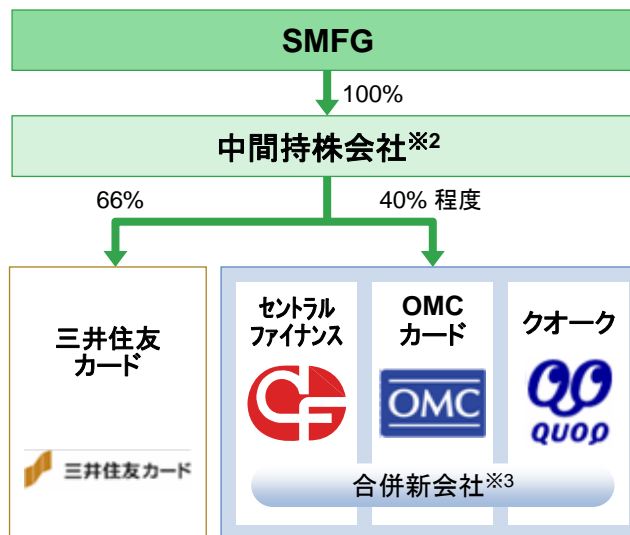 SMFG
100%
中間持株会社※2
66%
40% 程度
三井住友
カード
三井住友カード
セントラル
ファイナンス
CF
OMC
カード
OMC
クオーク
QUOQ
合併新会社※3